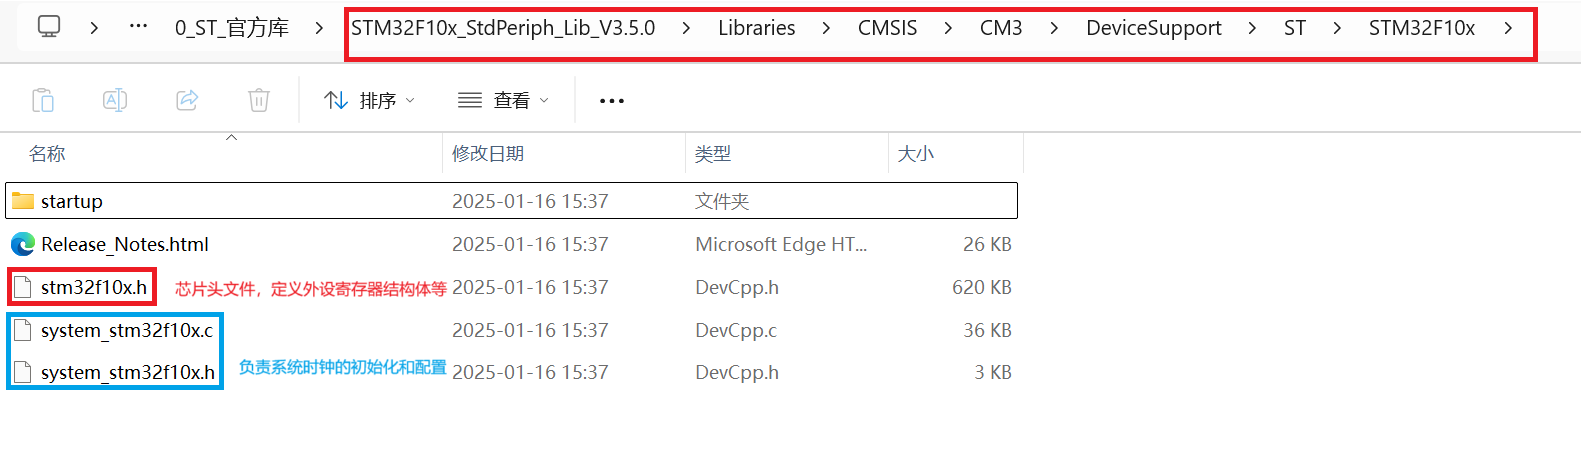 0_ST_官方库 STM32F10x_StdPeriph_Lib_V3.5.0 Libraries CMSIS CM3 DeviceSupport ST STM32F10x
排序 查看
名称 修改日期 类型 大小
startup 2025-01-16 15:37 文件夹
Release_Notes.html 2025-01-16 15:37 Microsoft Edge HT... 26 KB
stm32f10x.h 芯片头文件，定义外设寄存器结构体等 2025-01-16 15:37 DevCpp.h 620 KB
system_stm32f10x.c 2025-01-16 15:37 DevCpp.c 36 KB
负责系统时钟的初始化和配置
system_stm32f10x.h 2025-01-16 15:37 DevCpp.h 3 KB